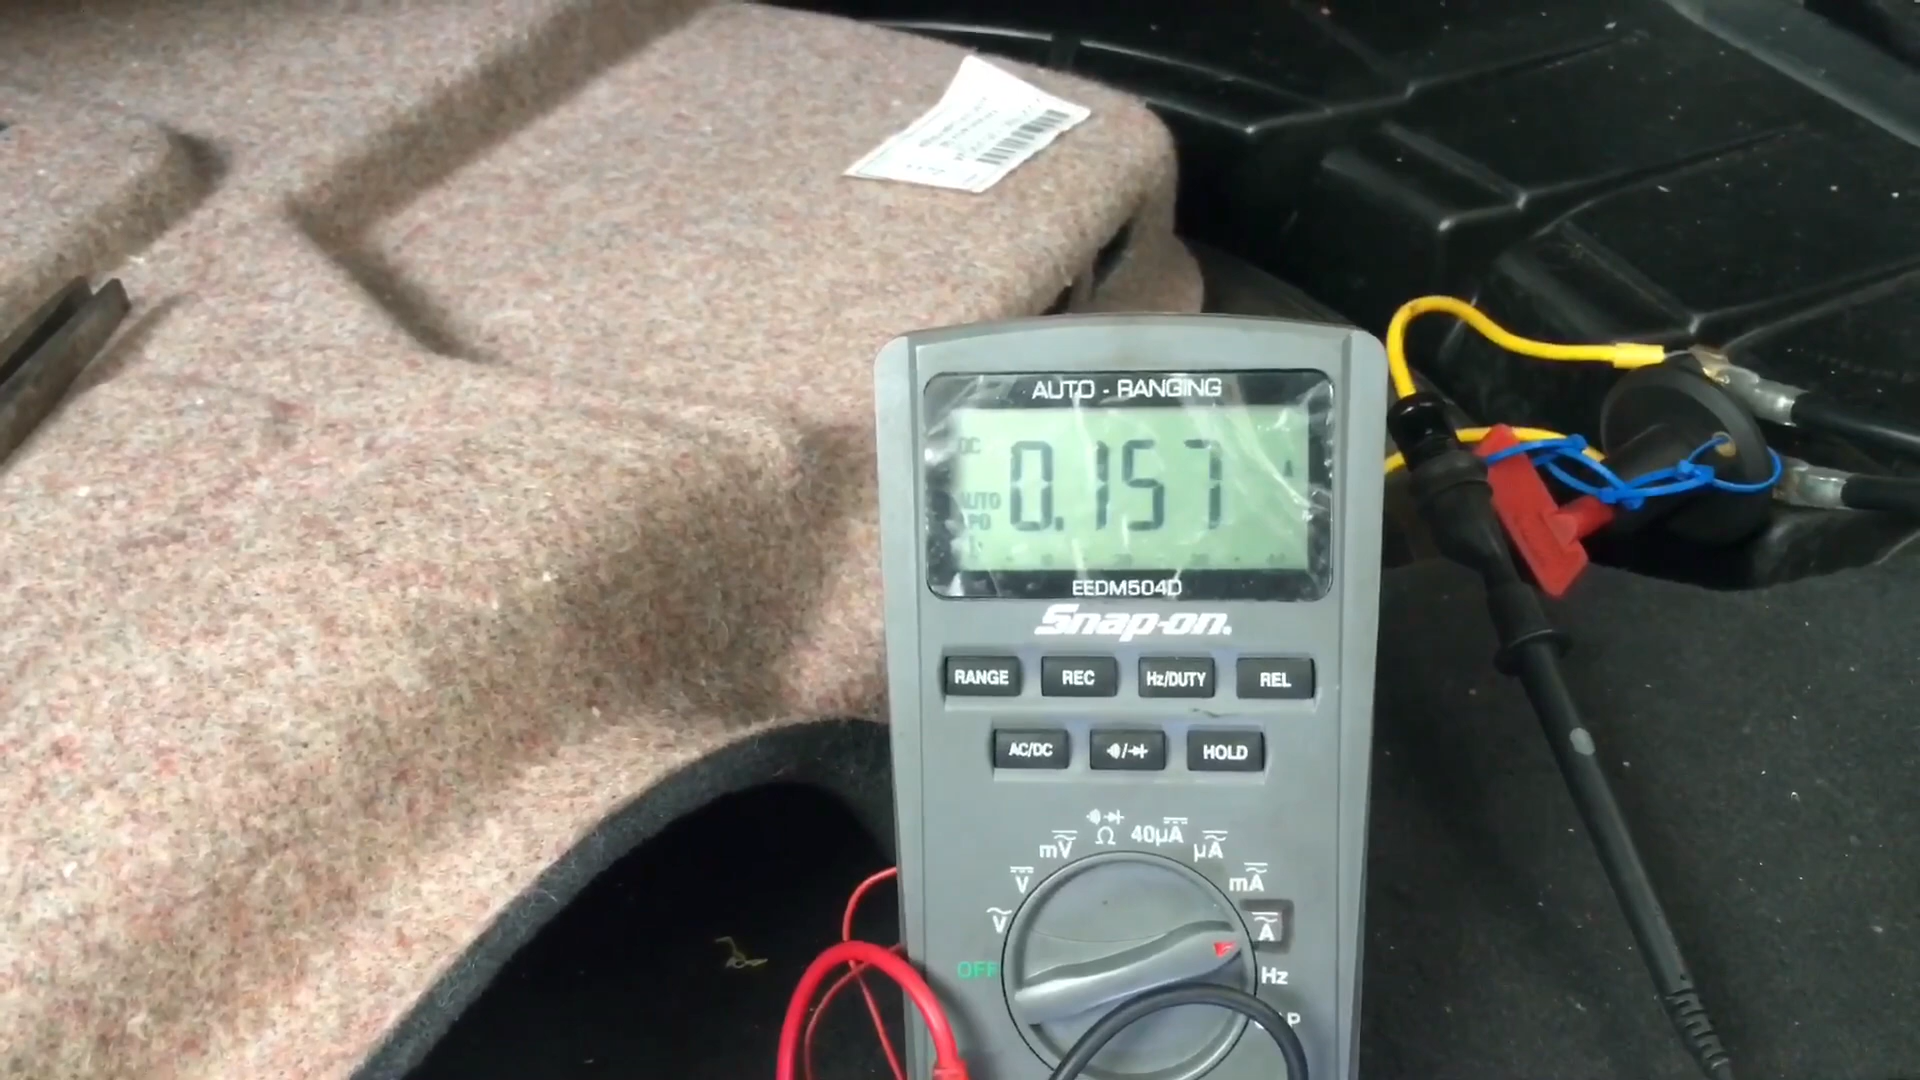 AUTO - RANGING
DC
0.157 A
AUTO
APO
EEDM504D
Snap-on®
RANGE REC Hz/DUTY REL
AC/DC HOLD
Ω 40μA
mV μA
V mA
V A
OFF Hz